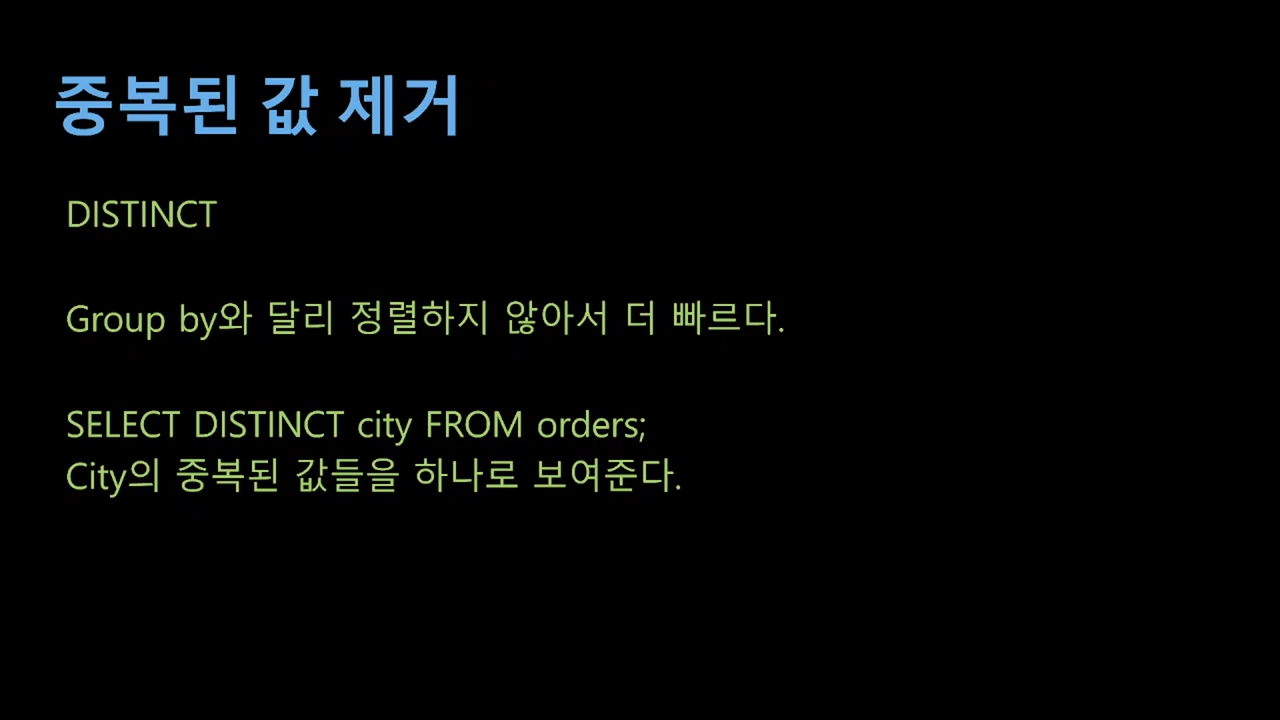 중복된 값 제거
DISTINCT
Group by와 달리 정렬하지 않아서 더 빠르다.
SELECT DISTINCT city FROM orders;
City의 중복된 값들을 하나로 보여준다.